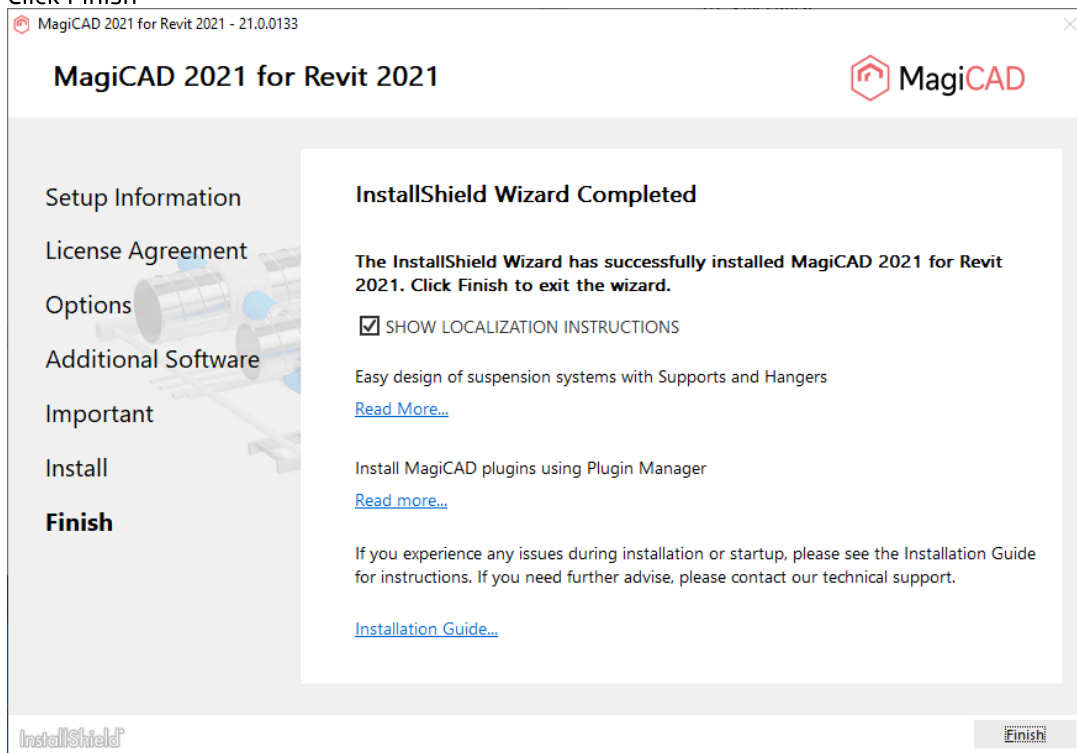 Click Finish
MagiCAD 2021 for Revit 2021 - 21.0.0133
MagiCAD 2021 for Revit 2021
MagiCAD
Setup Information
License Agreement
Options
Additional Software
Important
Install
Finish
InstallShield Wizard Completed
The InstallShield Wizard has successfully installed MagiCAD 2021 for Revit
2021. Click Finish to exit the wizard.
SHOW LOCALIZATION INSTRUCTIONS
Easy design of suspension systems with Supports and Hangers
Read More...
Install MagiCAD plugins using Plugin Manager
Read more...
If you experience any issues during installation or startup, please see the Installation Guide
for instructions. If you need further advise, please contact our technical support.
Installation Guide...
InstallShield
Finish